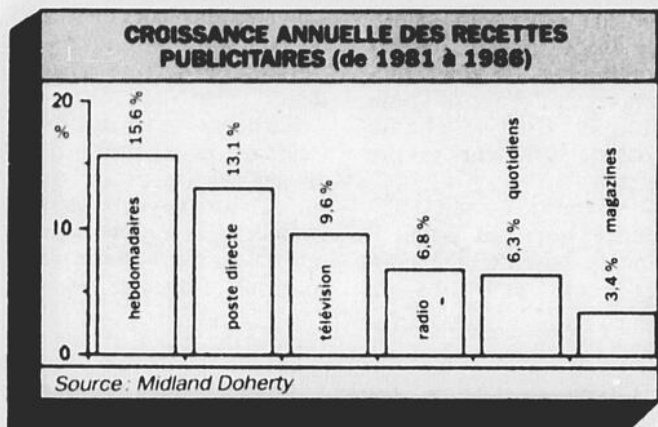 CROISSANCE ANNUELLE DES RECETTES
PUBLICITAIRES (de 1981 à 1986)
20
%
10
0
15,6 %
hebdomadaires
13,1 %
poste directe
9,6 %
télévision
6,8 %
radio
6,3 % quotidiens
3,4 % magazines
Source: Midland Doherty